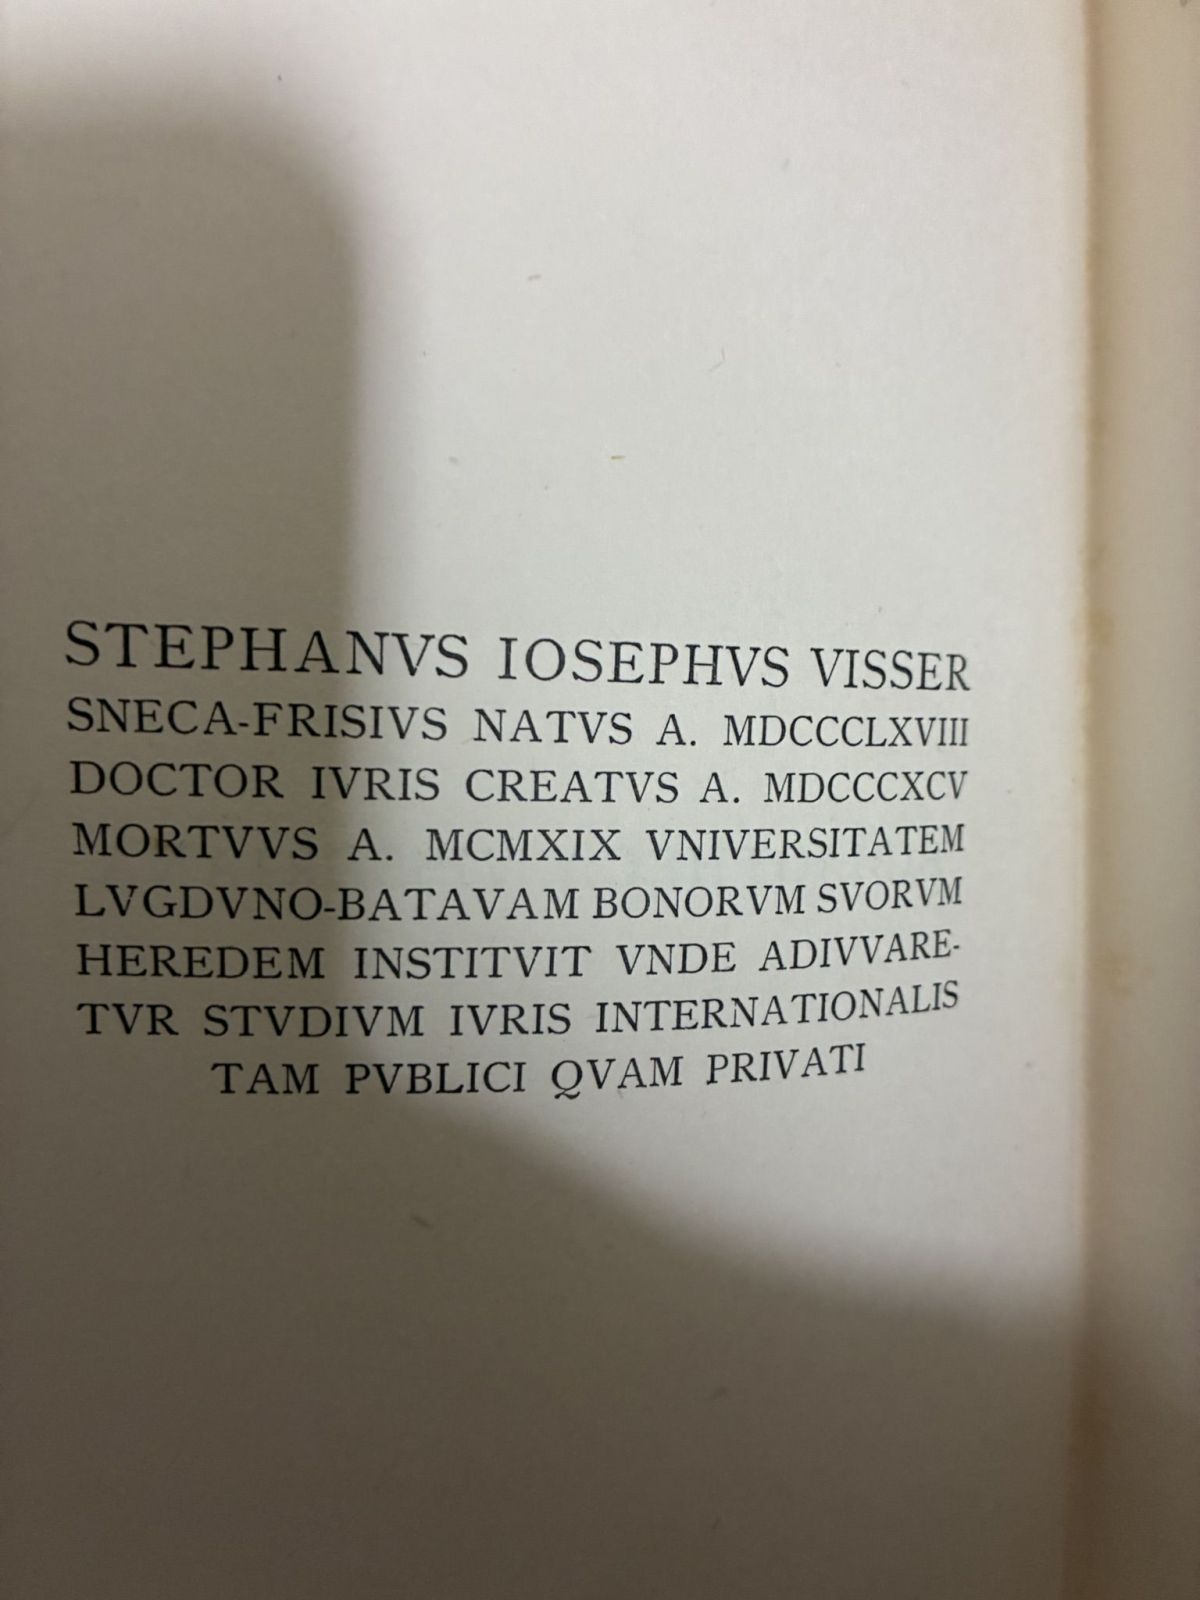 STEPHANVS IOSEPHVS VISSER
SNECA-FRISIVS NATVS A. MDCCCLXVIII
DOCTOR IVRIS CREATVS A. MDCCCXCV
MORTVVS A. MCMXIX VNIVERSITATEM
LVGDVNO-BATAVAM BONORVM SVORVM
HEREDEM INSTITVIT VNDE ADIVVARE-
TVR STVDIVM IVRIS INTERNATIONALIS
TAM PVBLICI QVAM PRIVATI